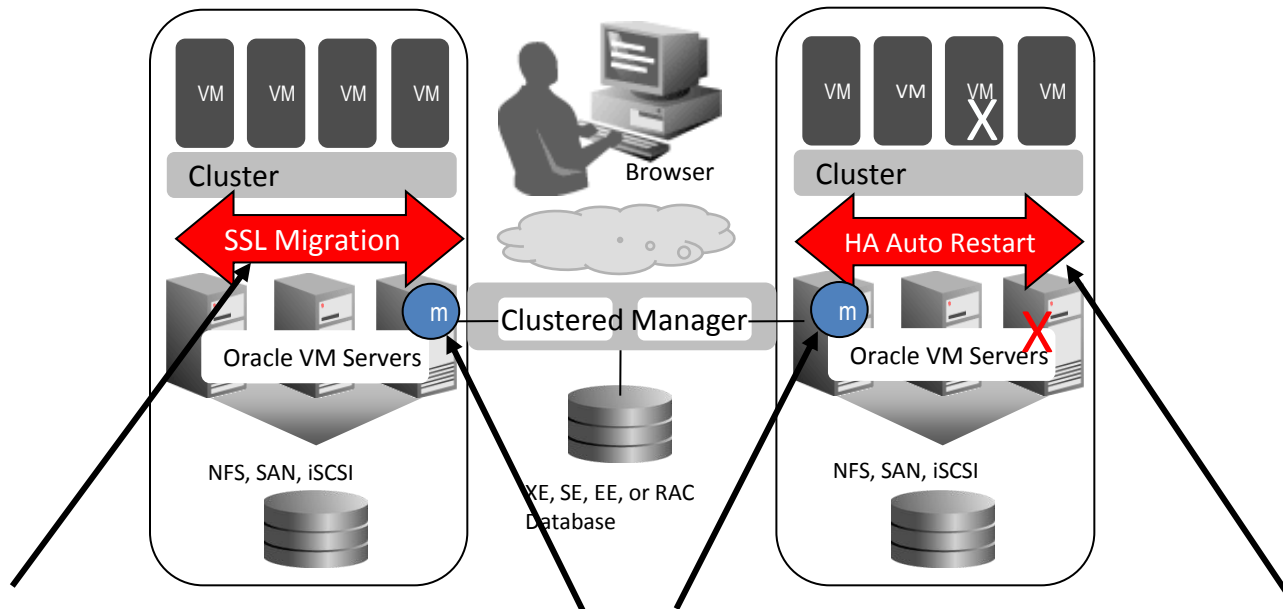 VM VM VM VM
Cluster
SSL Migration
m
Oracle VM Servers
NFS, SAN, iSCSI
Browser
Clustered Manager
XE, SE, EE, or RAC
Database
VM VM VM VM
X
Cluster
HA Auto Restart
m
X
Oracle VM Servers
NFS, SAN, iSCSI